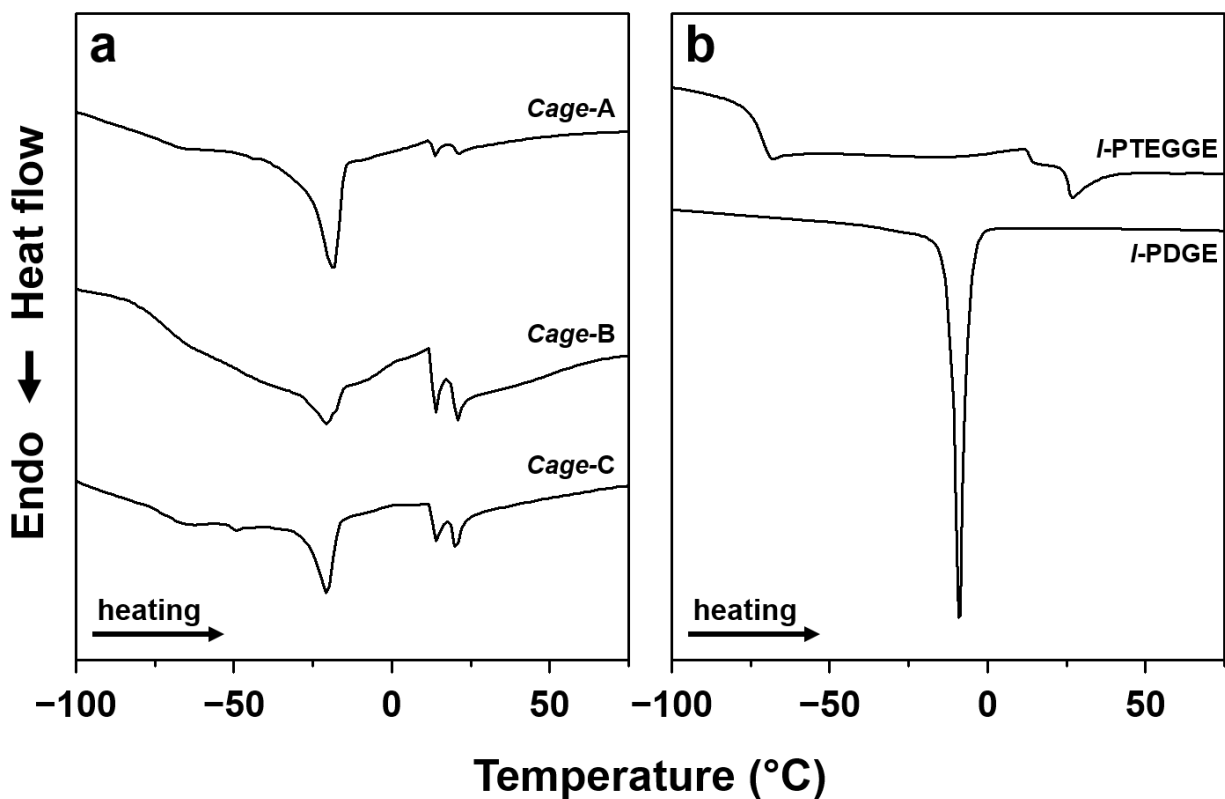 a
b
Cage-A
Cage-B
Cage-C
l-PTEGGE
l-PDGE
Endo ← Heat flow
heating
heating
−100 −50 0 50 −100 −50 0 50
Temperature (°C)